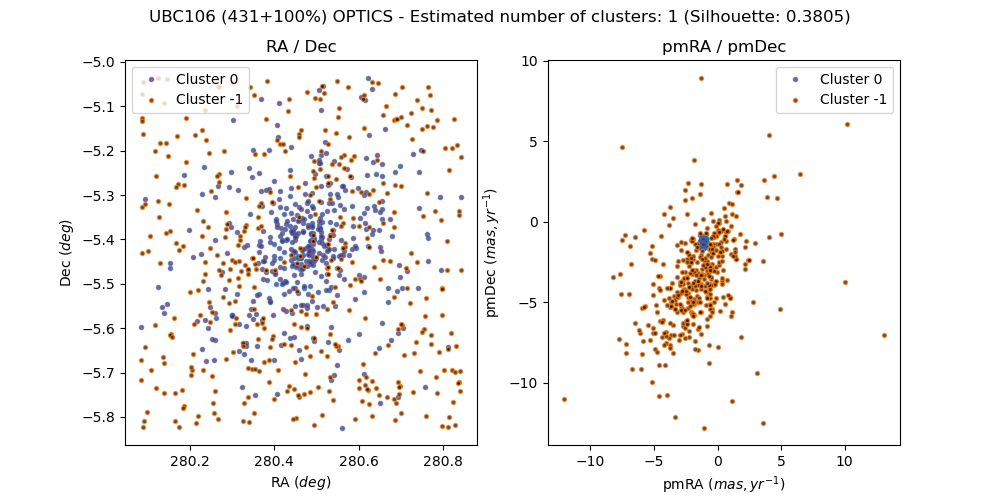 UBC106 (431+100%) OPTICS - Estimated number of clusters: 1 (Silhouette: 0.3805)
RA / Dec
Cluster 0
Cluster -1
−5.0
−5.1
−5.2
−5.3
−5.4
−5.5
−5.6
−5.7
−5.8
Dec (deg)
280.2 280.4 280.6 280.8
RA (deg)
pmRA / pmDec
Cluster 0
Cluster -1
10
5
0
−5
−10
pmDec (mas, yr⁻¹)
−10 −5 0 5 10
pmRA (mas, yr⁻¹)